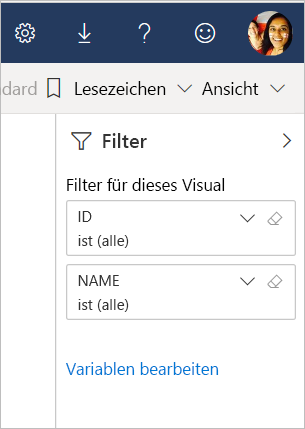 dard Lesezeichen Ansicht
Filter
Filter für dieses Visual
ID
ist (alle)
NAME
ist (alle)
Variablen bearbeiten